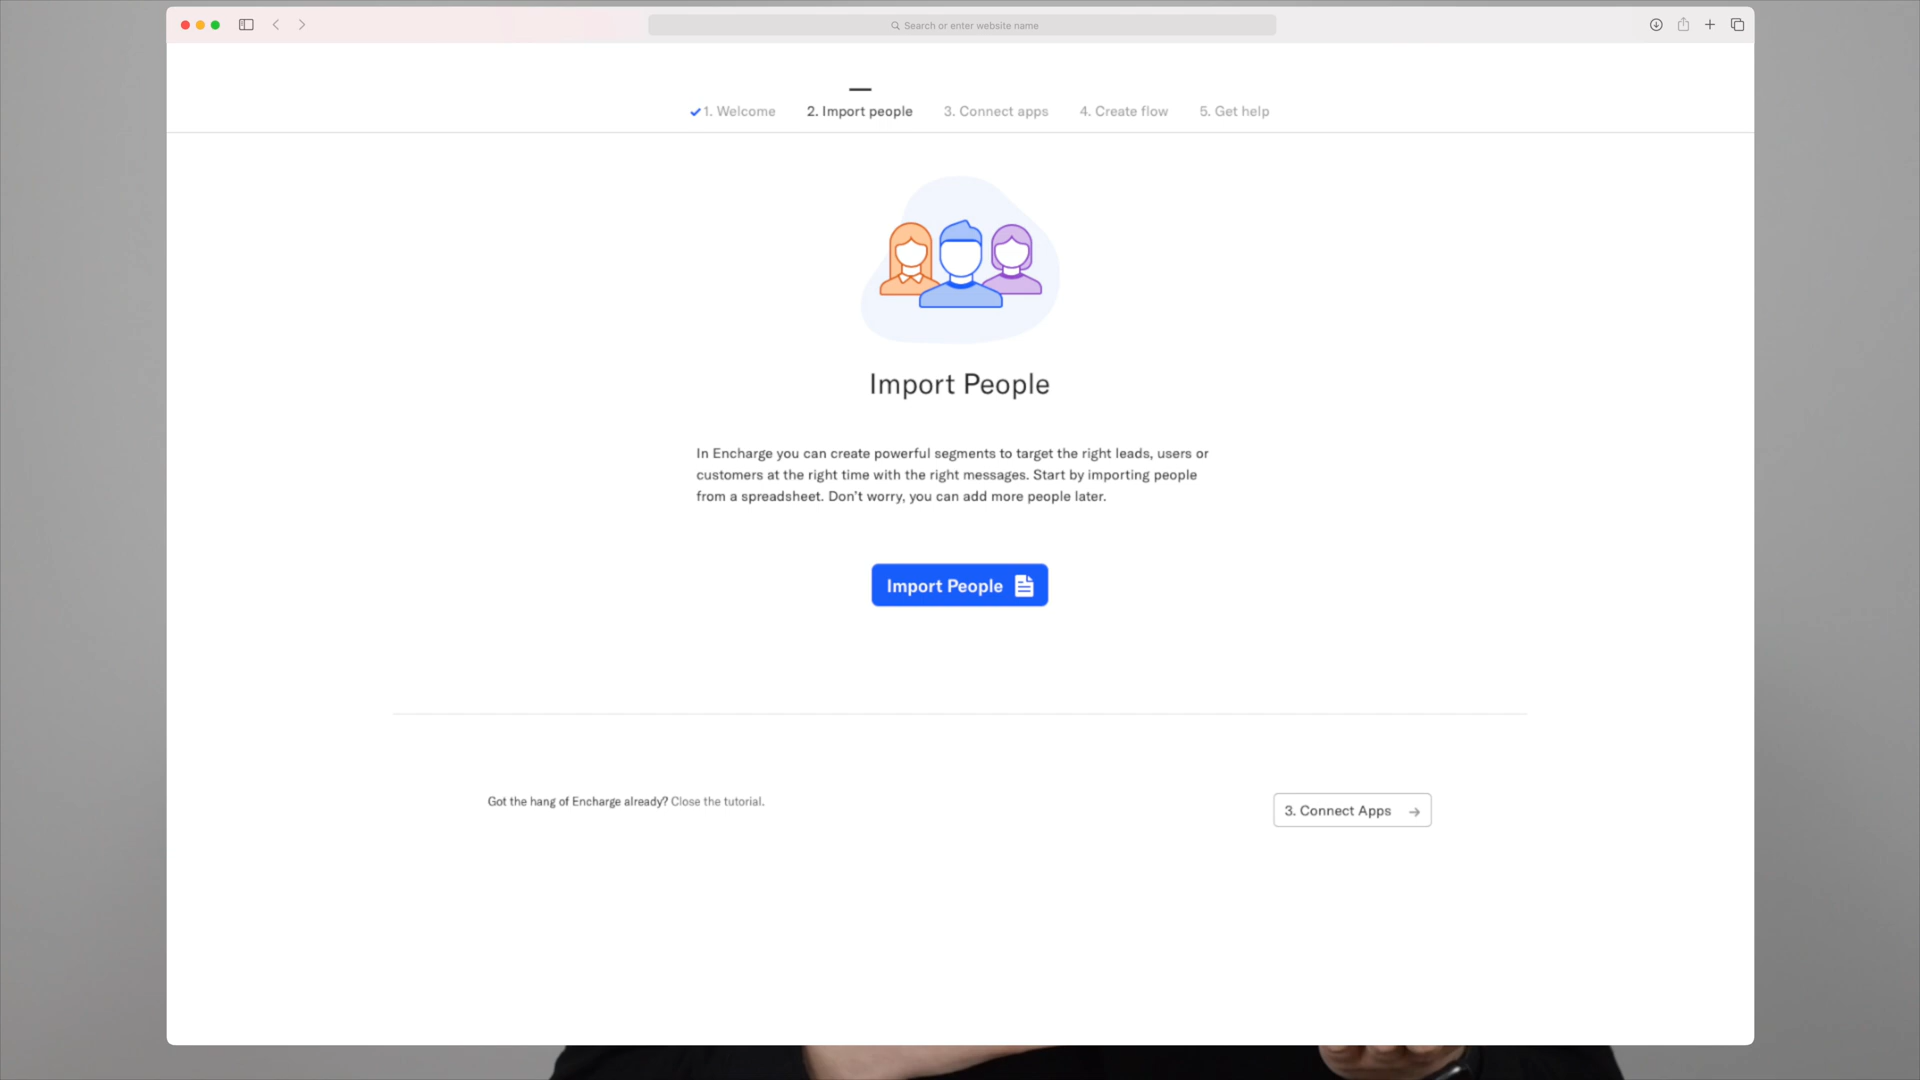 Search or enter website name
1. Welcome
2. Import people
3. Connect apps
4. Create flow
5. Get help
Import People
In Encharge you can create powerful segments to target the right leads, users or
customers at the right time with the right messages. Start by importing people
from a spreadsheet. Don't worry, you can add more people later.
Import People
Got the hang of Encharge already? Close the tutorial.
3. Connect Apps